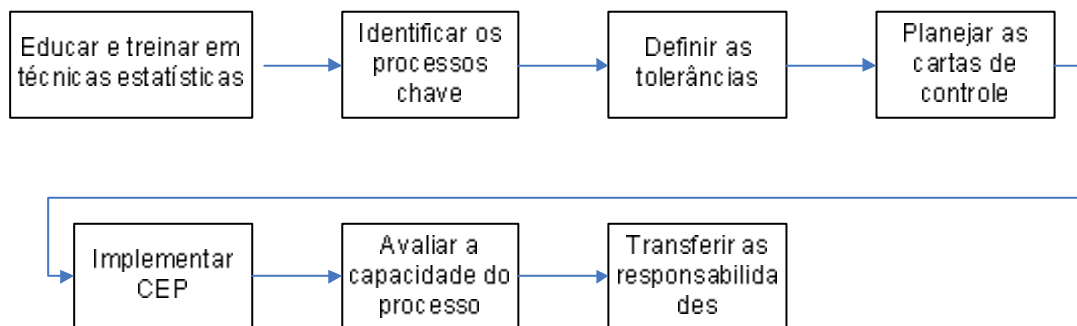 Educar e treinar em
técnicas estatísticas
Identificar os
processos
chave
Definir as
tolerâncias
Planejar as
cartas de
controle
Implementar
CEP
Avaliar a
capacidade do
processo
Transferir as
responsabilida
des